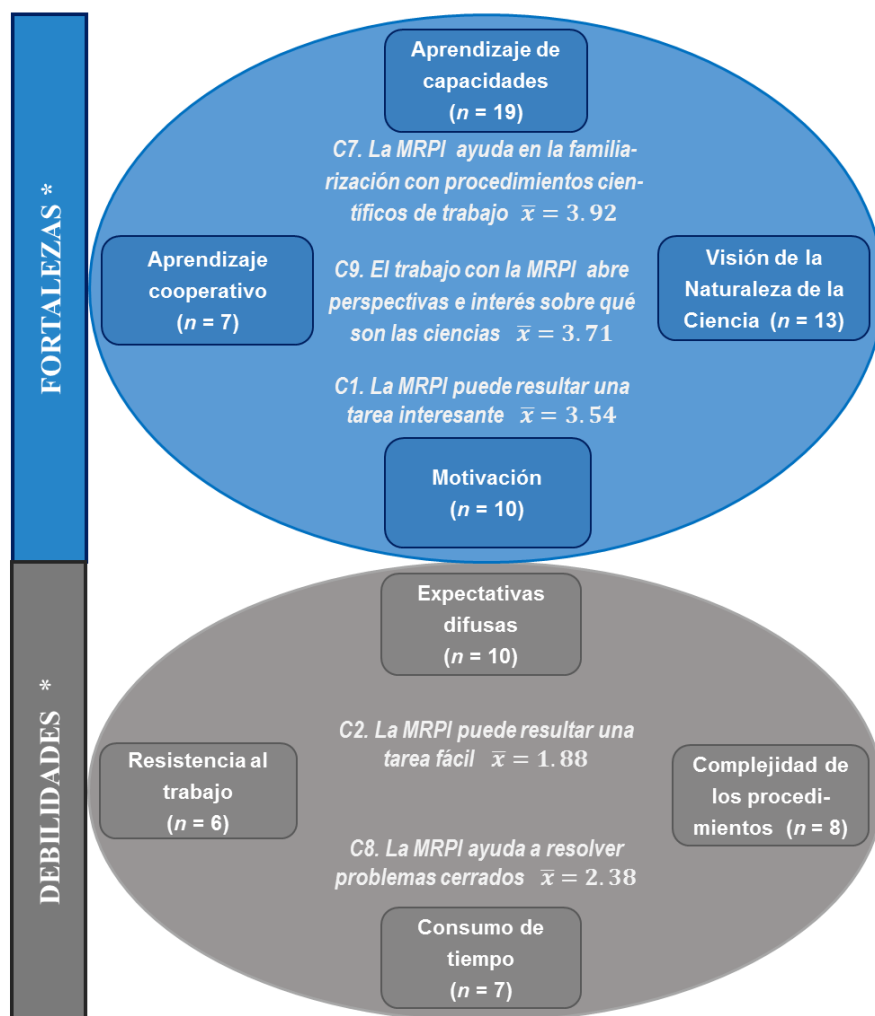 FORTALEZAS *
Aprendizaje de
capacidades
(n = 19)
C7. La MRPI ayuda en la familia-
rización con procedimientos cien-
tíficos de trabajo x̅ = 3.92
Aprendizaje
cooperativo
(n = 7)
C9. El trabajo con la MRPI abre
perspectivas e interés sobre qué
son las ciencias x̅ = 3.71
Visión de la
Naturaleza de la
Ciencia (n = 13)
C1. La MRPI puede resultar una
tarea interesante x̅ = 3.54
Motivación
(n = 10)
DEBILIDADES *
Expectativas
difusas
(n = 10)
C2. La MRPI puede resultar una
tarea fácil x̅ = 1.88
Resistencia al
trabajo
(n = 6)
Complejidad de
los procedi-
mientos (n = 8)
C8. La MRPI ayuda a resolver
problemas cerrados x̅ = 2.38
Consumo de
tiempo
(n = 7)